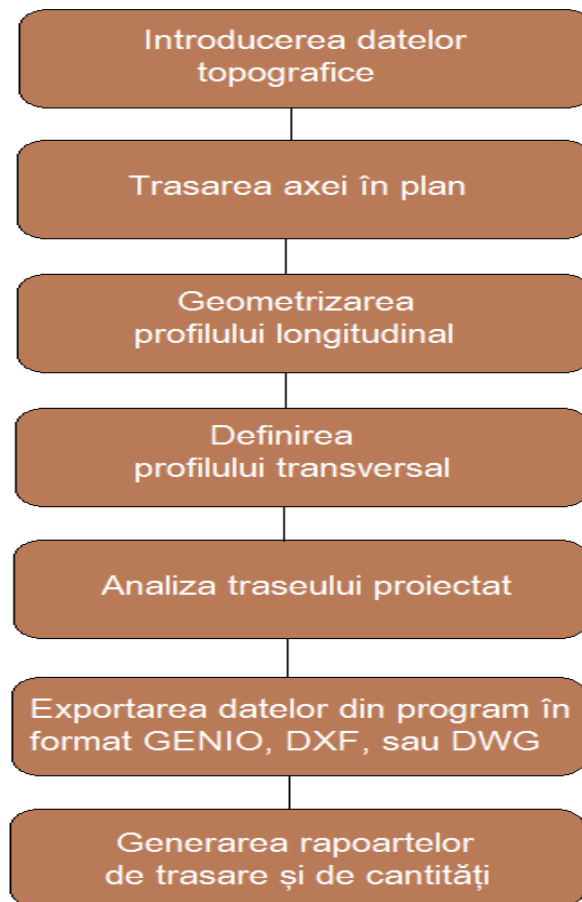 Introducerea datelor
topografice
Trasarea axei în plan
Geometrizarea
profilului longitudinal
Definirea
profilului transversal
Analiza traseului proiectat
Exportarea datelor din program în
format GENIO, DXF, sau DWG
Generarea rapoartelor
de trasare și de cantități